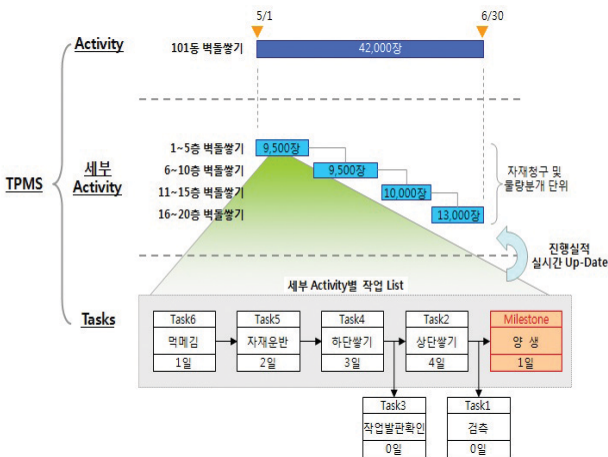 5/1
6/30
Activity
101동 벽돌쌓기
42,000장
TPMS
세부
Activity
1~5층 벽돌쌓기
9,500장
6~10층 벽돌쌓기
9,500장
11~15층 벽돌쌓기
10,000장
16~20층 벽돌쌓기
13,000장
자재청구 및
물량분개 단위
진행실적
실시간 Up-Date
세부 Activity별 작업 List
Tasks
Task6
먹메김
1일
Task5
자재운반
2일
Task4
하단쌓기
3일
Task2
상단쌓기
4일
Milestone
양 생
1일
Task3
작업발판확인
0일
Task1
검측
0일